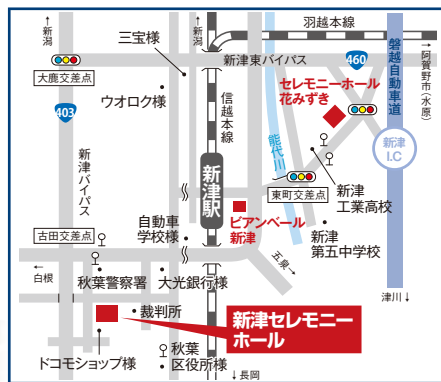 ↑新潟
三宝様
↑新潟
羽越本線
新津東バイパス
460
磐越自動車道
↑阿賀野市(水原)
大鹿交差点
ウオロク様
信越本線
セレモニーホール
花みずき
403
能代川
新津
I.C
新津バイパス
新津駅
東町交差点
新津
工業高校
古田交差点
自動車
学校様
ビアンベール
新津
新津
第五中学校
←
白根
五泉↘
秋葉警察署
大光銀行様
津川↓
裁判所
新津セレモニー
ホール
ドコモショップ様
秋葉
区役所様
↓長岡